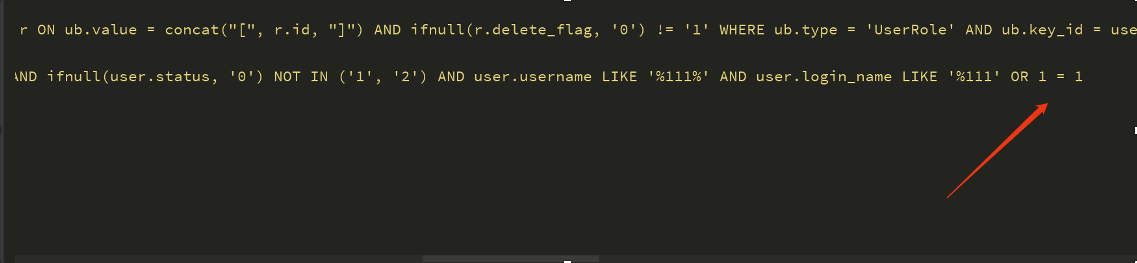 r ON ub.value = concat("[", r.id, "]") AND ifnull(r.delete_flag, '0') != '1' WHERE ub.type = 'UserRole' AND ub.key_id = use
AND ifnull(user.status, '0') NOT IN ('1', '2') AND user.username LIKE '%111%' AND user.login_name LIKE '%111' OR 1 = 1